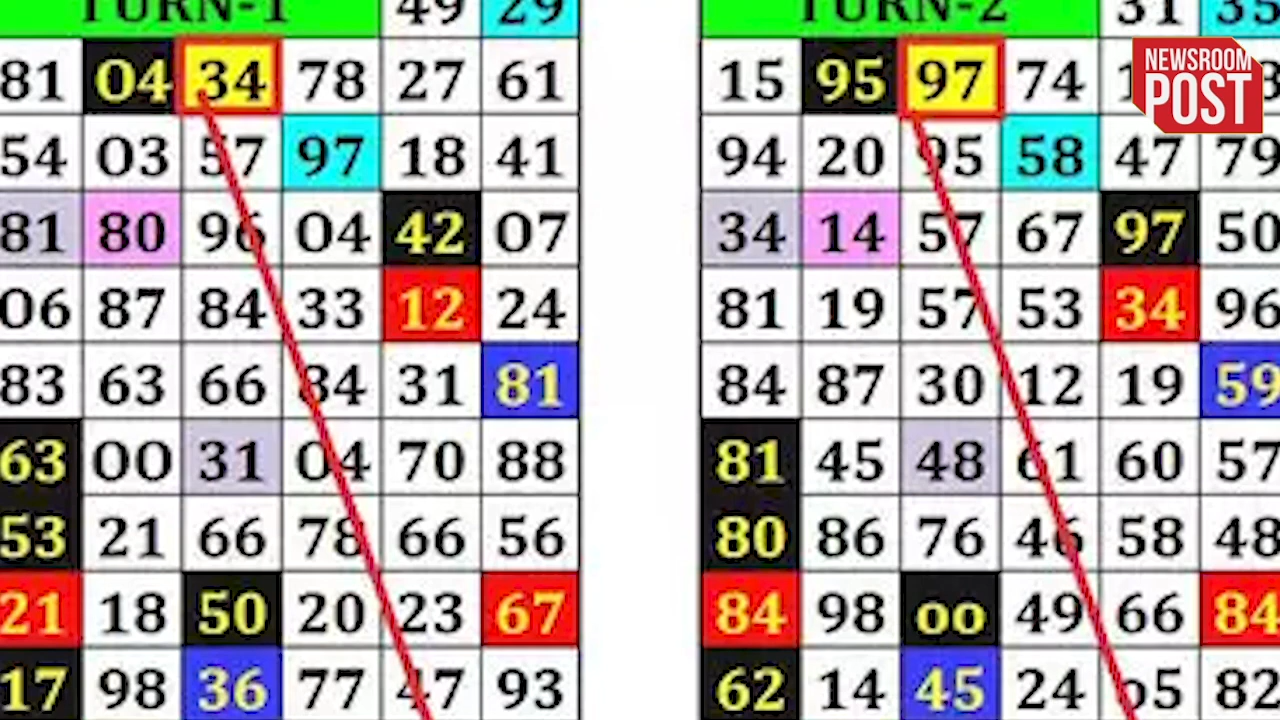 TURN-1 49 29
81 04 34 78 27 61
54 03 57 97 18 41
81 80 96 04 42 07
06 87 84 33 12 24
83 63 66 84 31 81
63 00 31 04 70 88
53 21 66 78 66 56
21 18 50 20 23 67
17 98 36 77 47 93
TURN-2 31 35
15 95 97 74
94 20 95 58 47 79
34 14 57 67 97 50
81 19 57 53 34 96
84 87 30 12 19 59
81 45 48 61 60 57
80 86 76 46 58 48
84 98 oo 49 66 84
62 14 45 24 05 82
NEWSROOM
POST